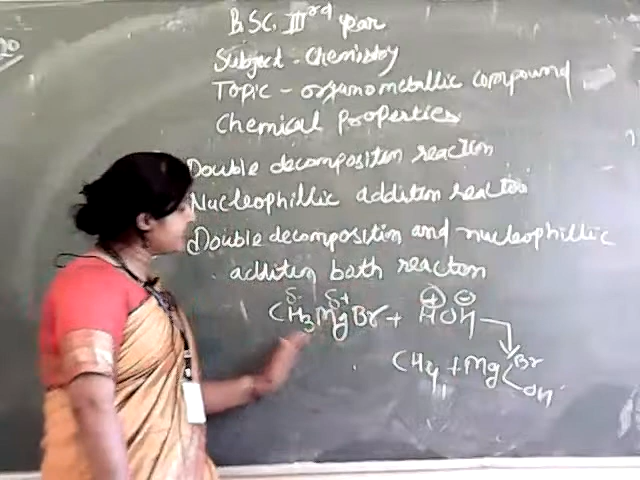 B.SC. IIIrd year
Subject - Chemistry
Topic - organometallic compound
Chemical properties
Double decomposition reaction
Nucleophillic addition reaction
Double decomposition and nucleophillic
addition bath reaction
δ- δ+ ⊕ ⊖
CH3MgBr + HOH
CH4 + Mg Br
OH